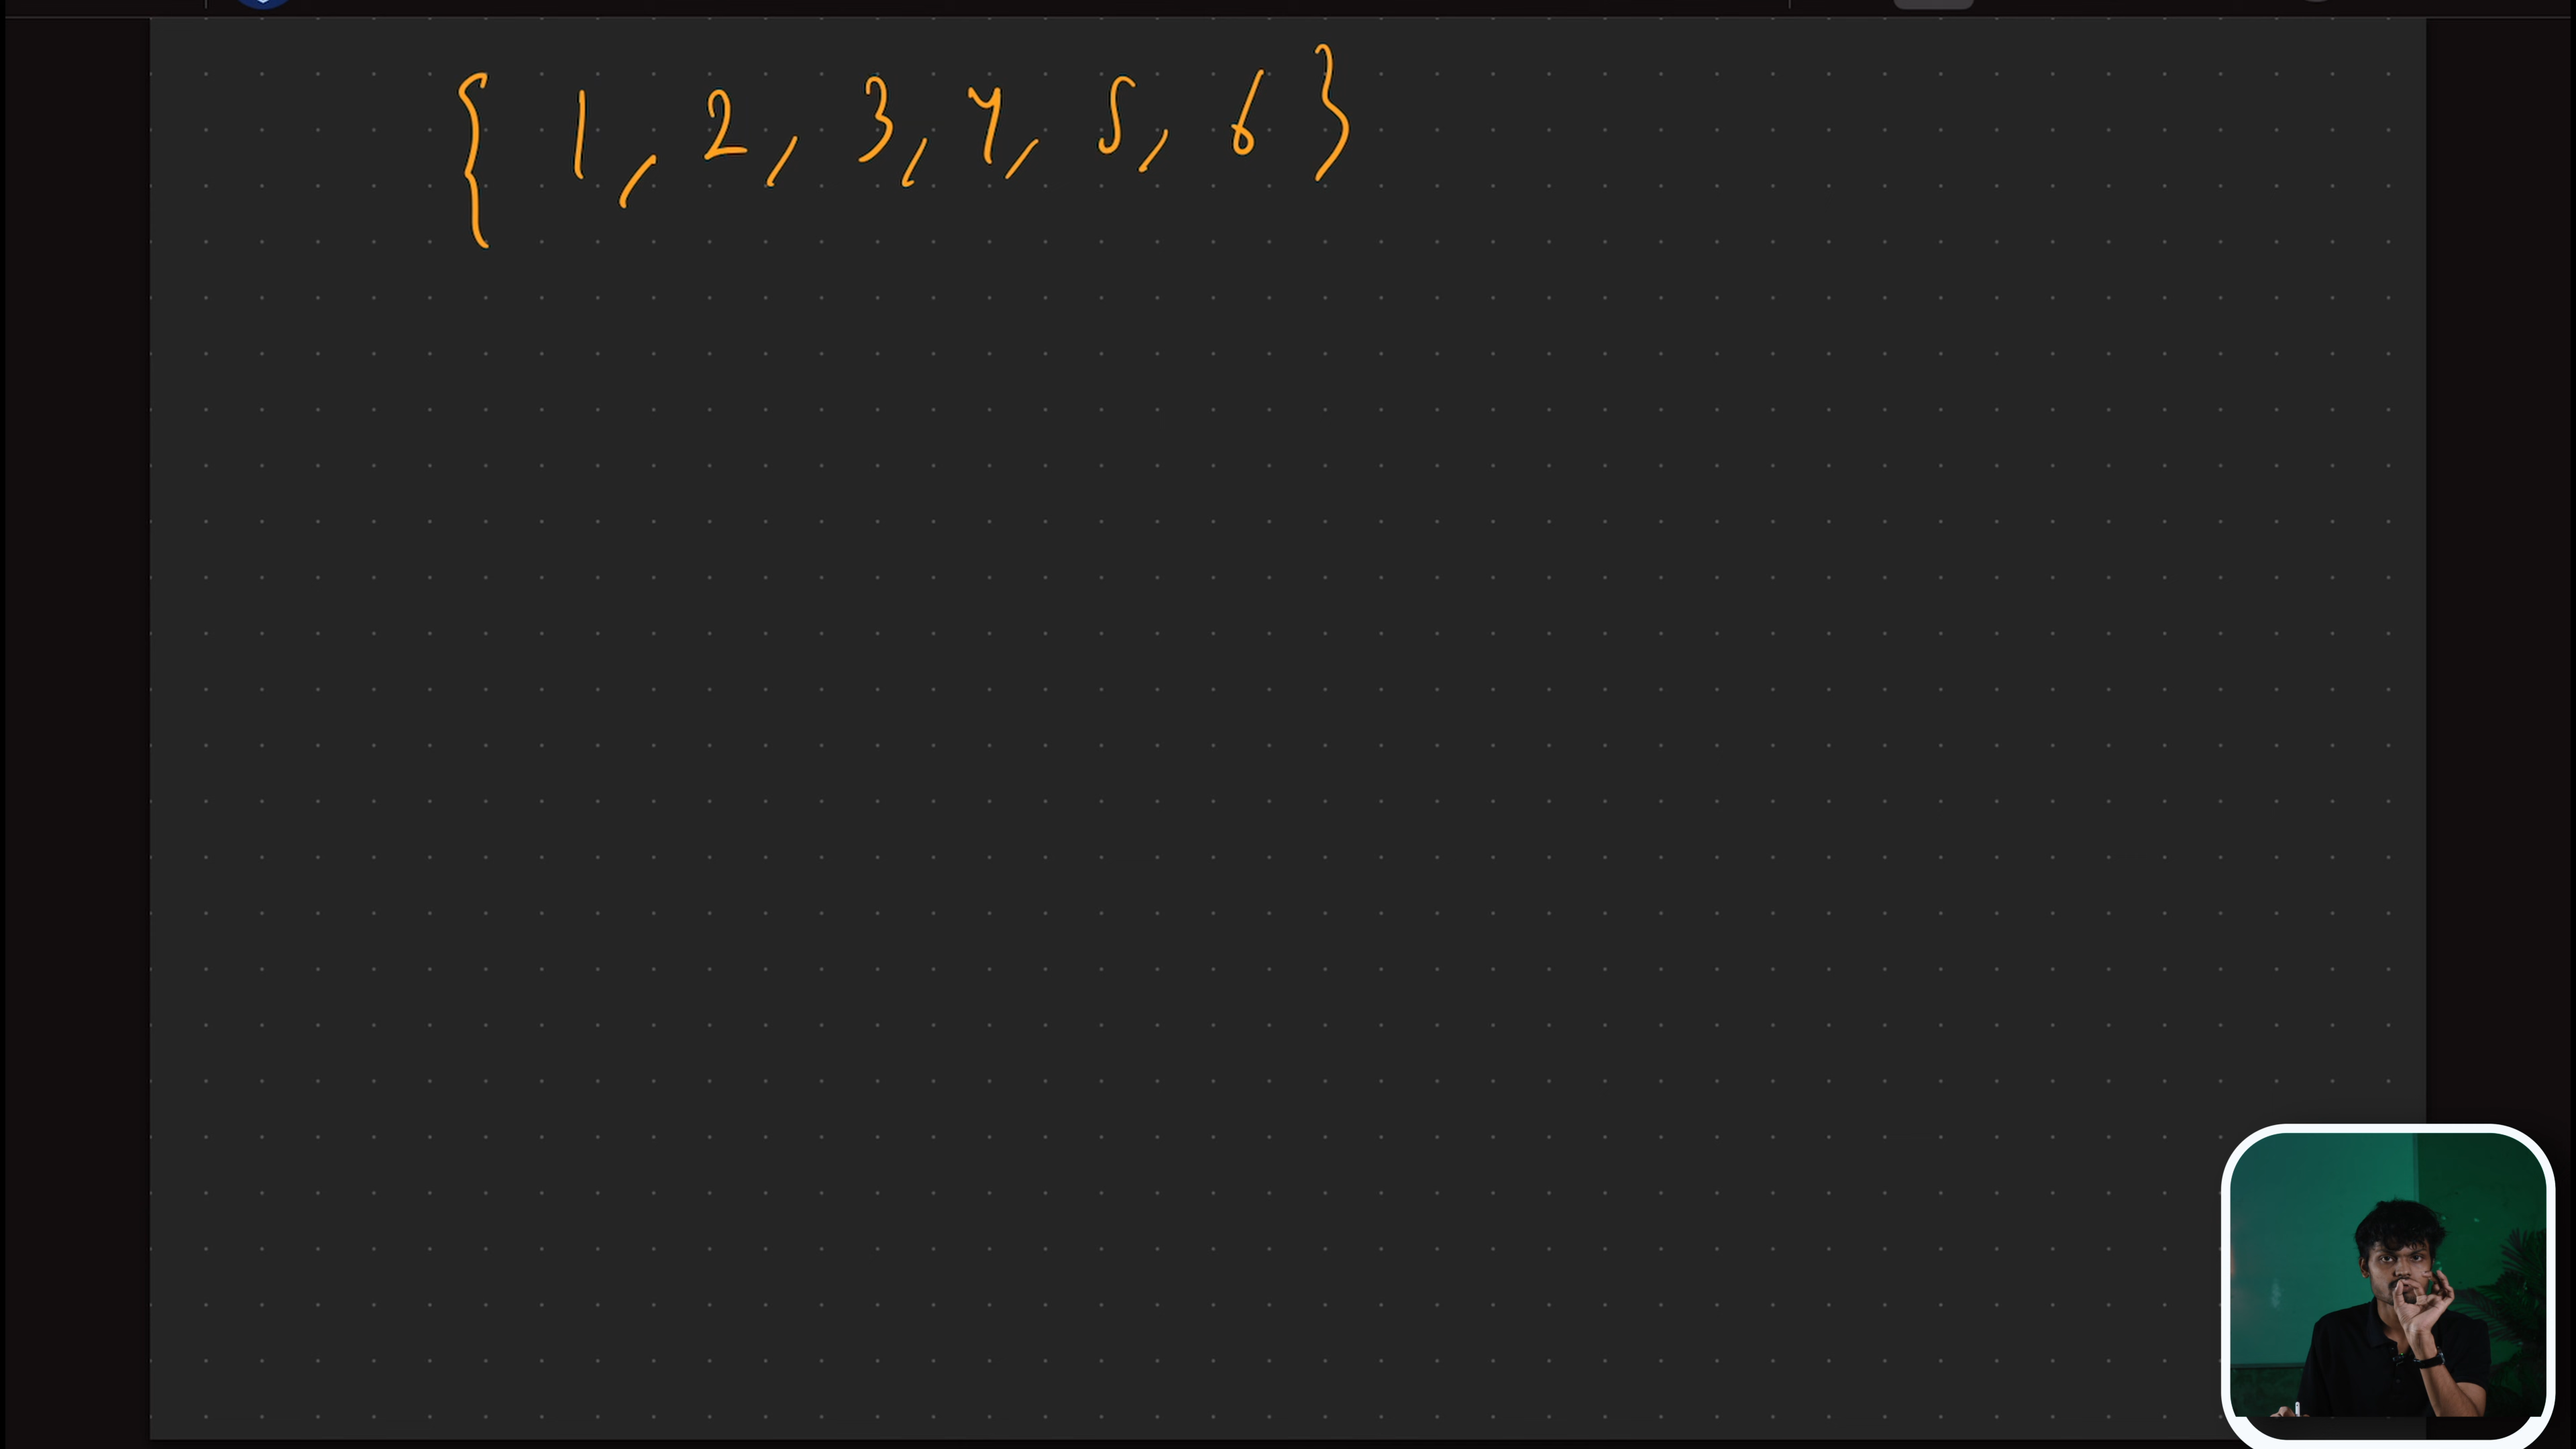 { 1, 2, 3, 4, 5, 6 }